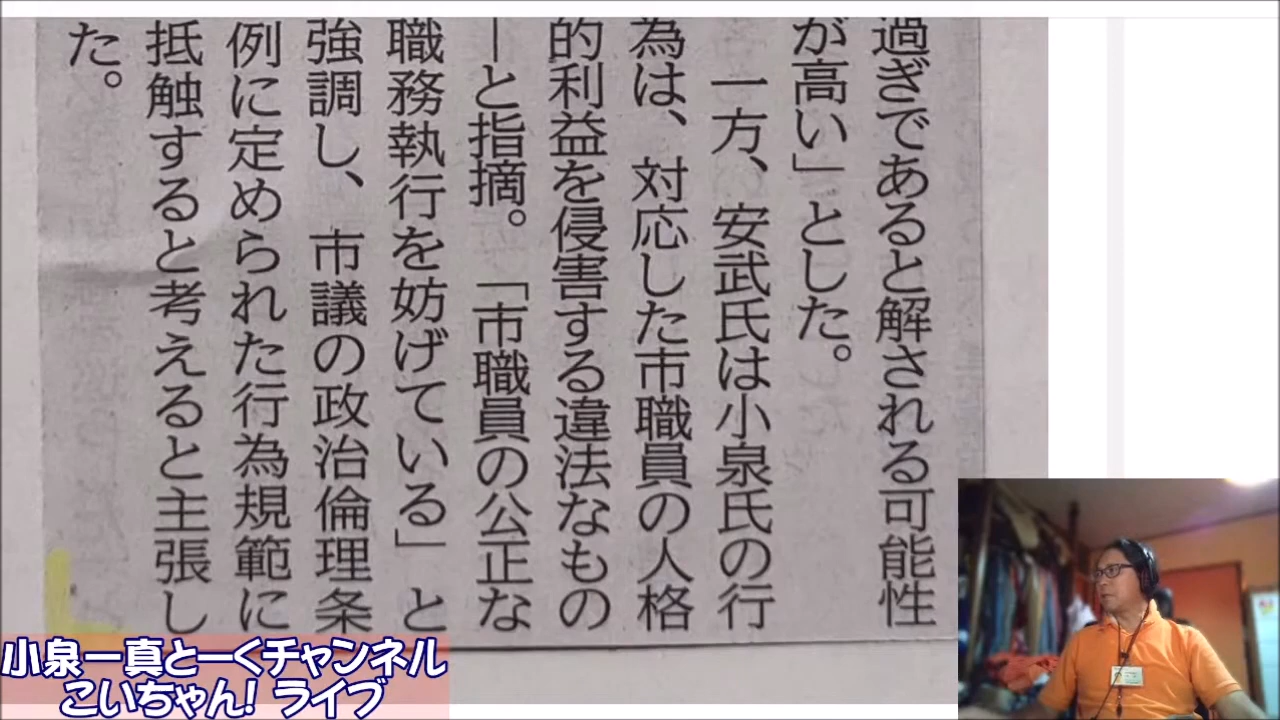 過ぎであると解される可能性
が高い」とした。
一方、安武氏は小泉氏の行
為は、対応した市職員の人格
的利益を侵害する違法なもの
ーと指摘。「市職員の公正な
職務執行を妨げている」と
強調し、市議の政治倫理条
例に定められた行為規範に
抵触すると考えると主張し
た。
小泉一真とーくチャンネル
こいちゃん! ライブ